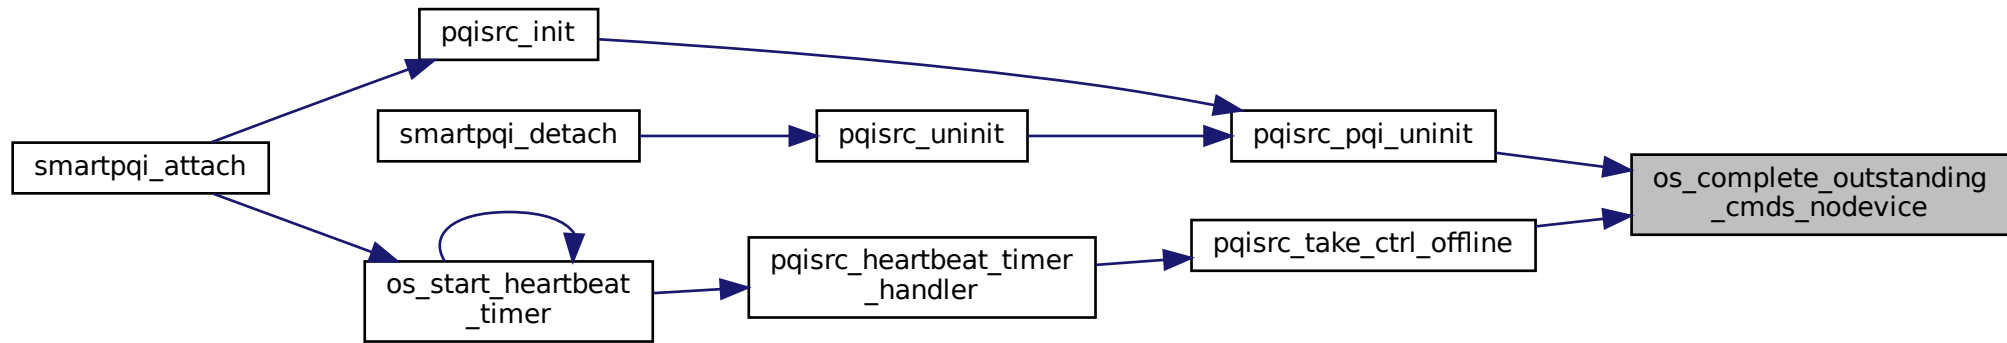 pqisrc_init
smartpqi_detach
pqisrc_uninit
pqisrc_pqi_uninit
smartpqi_attach
os_complete_outstanding
_cmds_nodevice
pqisrc_take_ctrl_offline
pqisrc_heartbeat_timer
_handler
os_start_heartbeat
_timer